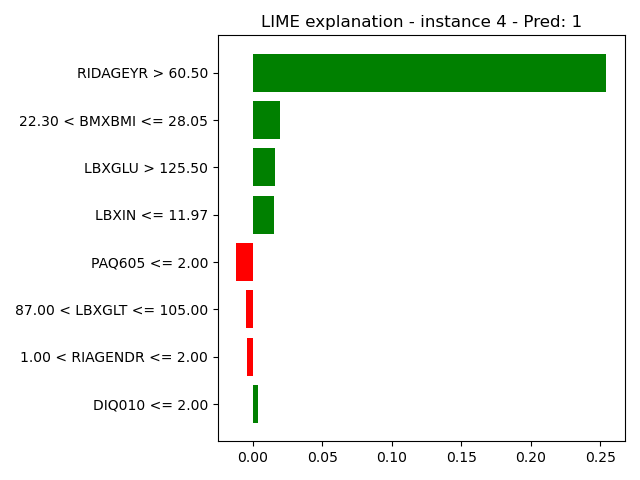 LIME explanation - instance 4 - Pred: 1
RIDAGEYR > 60.50
22.30 < BMXBMI <= 28.05
LBXGLU > 125.50
LBXIN <= 11.97
PAQ605 <= 2.00
87.00 < LBXGLT <= 105.00
1.00 < RIAGENDR <= 2.00
DIQ010 <= 2.00
0.00 0.05 0.10 0.15 0.20 0.25